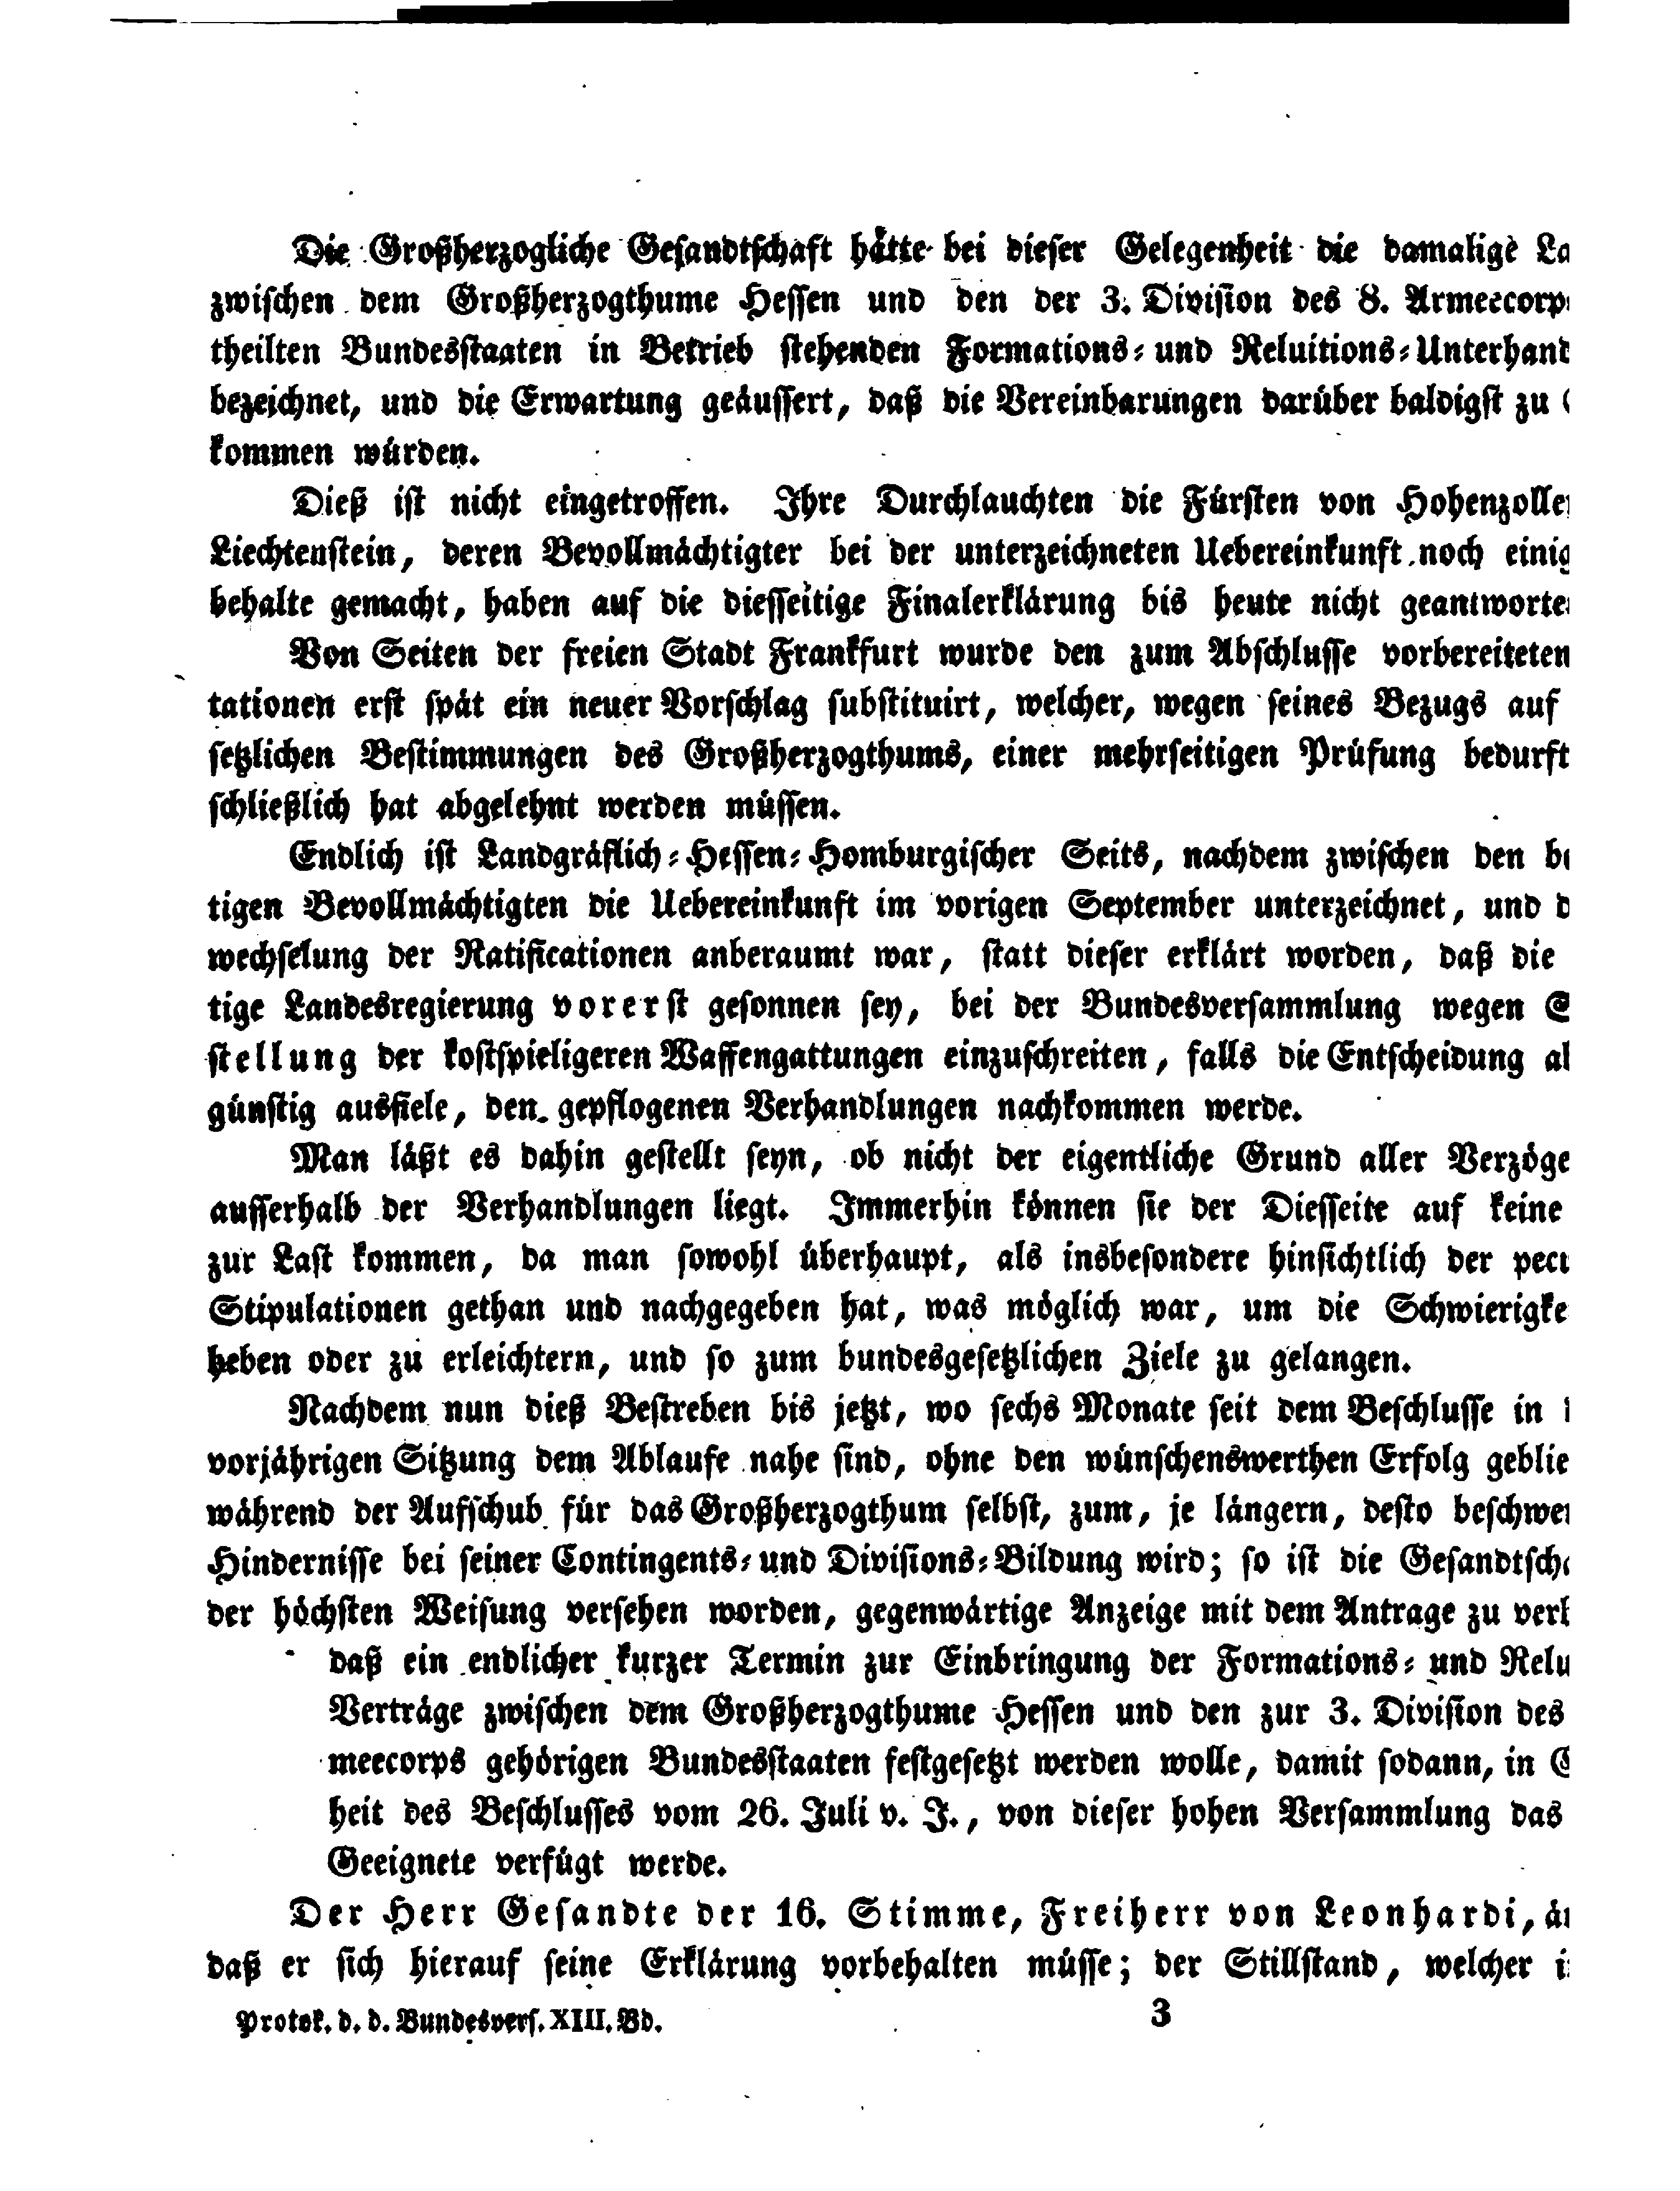 Die Großherzogliche Gesandtschaft hätte bei dieser Gelegenheit die damalige La
zwischen dem Großherzogthume Hessen und den der 3. Division des 8. Armeecorp
theilten Bundesstaaten in Betrieb stehenden Formations- und Reluitions-Unterhand
bezeichnet, und die Erwartung geäussert, daß die Vereinbarungen darüber baldigst zu
kommen würden.
Dieß ist nicht eingetroffen. Ihre Durchlauchten die Fürsten von Hohenzolle
Liechtenstein, deren Bevollmächtigter bei der unterzeichneten Uebereinkunft noch einig
behalte gemacht, haben auf die diesseitige Finalerklärung bis heute nicht geantworte
Von Seiten der freien Stadt Frankfurt wurde den zum Abschlusse vorbereiteten
tationen erst spät ein neuer Vorschlag substituirt, welcher, wegen seines Bezugs auf
setzlichen Bestimmungen des Großherzogthums, einer mehrseitigen Prüfung bedurft
schließlich hat abgelehnt werden müssen.
Endlich ist Landgräflich-Hessen-Homburgischer Seits, nachdem zwischen den be
tigen Bevollmächtigten die Uebereinkunft im vorigen September unterzeichnet, und d
wechselung der Ratificationen anberaumt war, statt dieser erklärt worden, daß die
tige Landesregierung vorerst gesonnen sey, bei der Bundesversammlung wegen
stellung der kostspieligeren Waffengattungen einzuschreiten, falls die Entscheidung al
günstig ausfiele, den gepflogenen Verhandlungen nachkommen werde.
Man läßt es dahin gestellt seyn, ob nicht der eigentliche Grund aller Verzöge
ausserhalb der Verhandlungen liegt. Immerhin können sie der Diesseite auf keine
zur Last kommen, da man sowohl überhaupt, als insbesondere hinsichtlich der pecu
Stipulationen gethan und nachgegeben hat, was möglich war, um die Schwierigke
heben oder zu erleichtern, und so zum bundesgesetzlichen Ziele zu gelangen.
Nachdem nun dieß Bestreben bis jetzt, wo sechs Monate seit dem Beschlusse in
vorjährigen Sitzung dem Ablaufe nahe sind, ohne den wünschenswerthen Erfolg geblie
während der Aufschub für das Großherzogthum selbst, zum, je längern, desto beschwer
Hindernisse bei seiner Contingents- und Divisions-Bildung wird; so ist die Gesandtsch
der höchsten Weisung versehen worden, gegenwärtige Anzeige mit dem Antrage zu verb
daß ein endlicher kurzer Termin zur Einbringung der Formations- und Relu
Verträge zwischen dem Großherzogthume Hessen und den zur 3. Division des
meecorps gehörigen Bundesstaaten festgesetzt werden wolle, damit sodann, in
heit des Beschlusses vom 26. Juli v. J., von dieser hohen Versammlung das
Geeignete verfügt werde.
Der Herr Gesandte der 16. Stimme, Freiherr von Leonhardi, ä
daß er sich hierauf seine Erklärung vorbehalten müsse; der Stillstand, welcher i
Protok. d. d. Bundesvers. XIII. Bd. 3